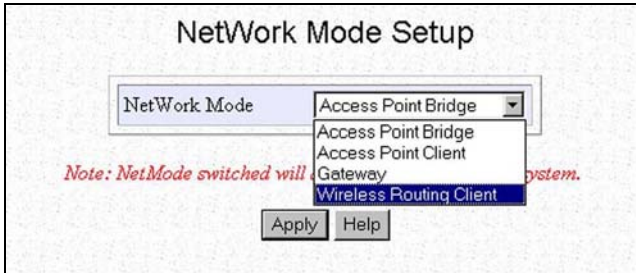 NetWork Mode Setup
NetWork Mode Access Point Bridge
Access Point Bridge
Access Point Client
Gateway
Wireless Routing Client
Note: NetMode switched will ystem.
Apply Help